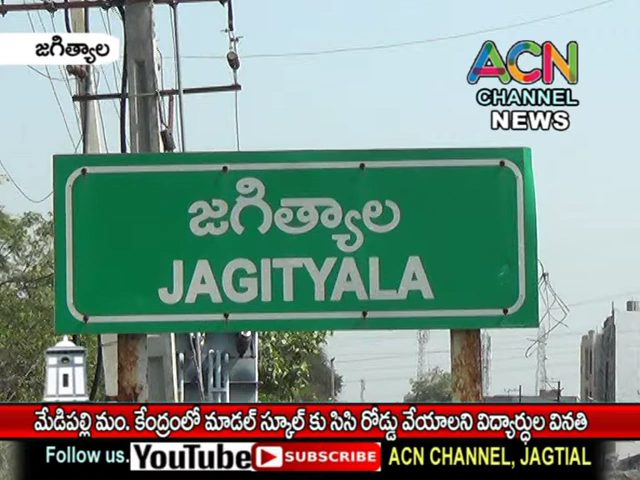 జగిత్యాల
ACN
CHANNEL
NEWS
జగిత్యాల
JAGITYALA
మేడిపల్లి మం. కేంద్రంలో మాడల్ స్కూల్ కు సిసి రోడ్డు వేయాలని విద్యార్థుల వినతి
Follow us. YouTube SUBSCRIBE ACN CHANNEL, JAGTIAL